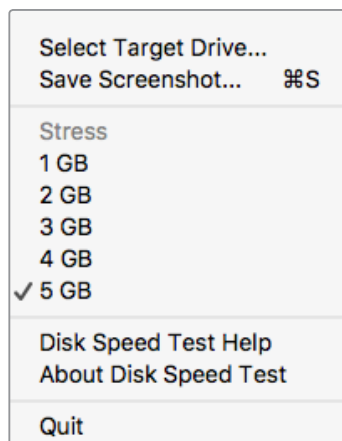 Select Target Drive...
Save Screenshot... ⌘S
Stress
1 GB
2 GB
3 GB
4 GB
✓ 5 GB
Disk Speed Test Help
About Disk Speed Test
Quit